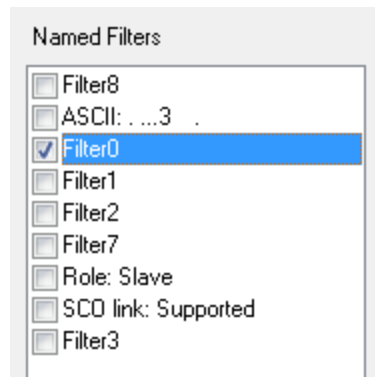 Named Filters
Filter8
ASCII: . ...3   .
Filter0
Filter1
Filter2
Filter7
Role: Slave
SCO link: Supported
Filter3